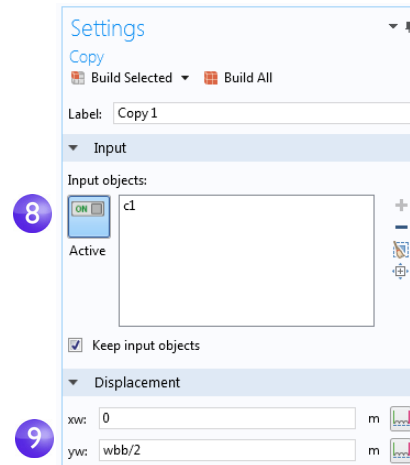 Settings
Copy
Build Selected Build All
Label: Copy 1
Input
Input objects:
8
ON
c1
Active
Keep input objects
Displacement
xw: 0 m
9
yw: wbb/2 m